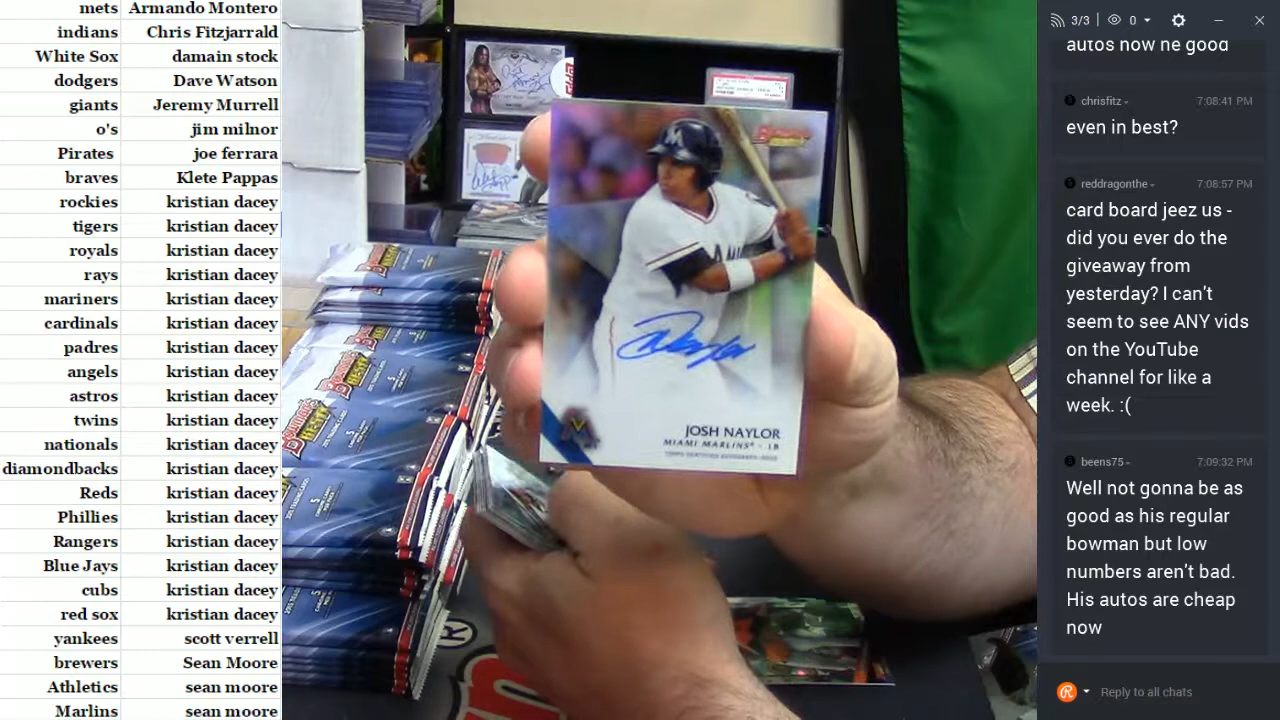 mets Armando Montero
indians Chris Fitzjarrald
White Sox damain stock
dodgers Dave Watson
giants Jeremy Murrell
o's jim milnor
Pirates joe ferrara
braves Klete Pappas
rockies kristian dacey
tigers kristian dacey
royals kristian dacey
rays kristian dacey
mariners kristian dacey
cardinals kristian dacey
padres kristian dacey
angels kristian dacey
astros kristian dacey
twins kristian dacey
nationals kristian dacey
diamondbacks kristian dacey
Reds kristian dacey
Phillies kristian dacey
Rangers kristian dacey
Blue Jays kristian dacey
cubs kristian dacey
red sox kristian dacey
yankees scott verrell
brewers Sean Moore
Athletics sean moore
Marlins sean moore
Bowman's
BEST
JOSH NAYLOR
MIAMI MARLINS® - 1B
3/3 0
autos now he good
chrisfitz - 7:08:41 PM
even in best?
reddragonthe - 7:08:57 PM
card board jeez us -
did you ever do the
giveaway from
yesterday? I can't
seem to see ANY vids
on the YouTube
channel for like a
week. :(
beens75 - 7:09:32 PM
Well not gonna be as
good as his regular
bowman but low
numbers aren't bad.
His autos are cheap
now
Reply to all chats